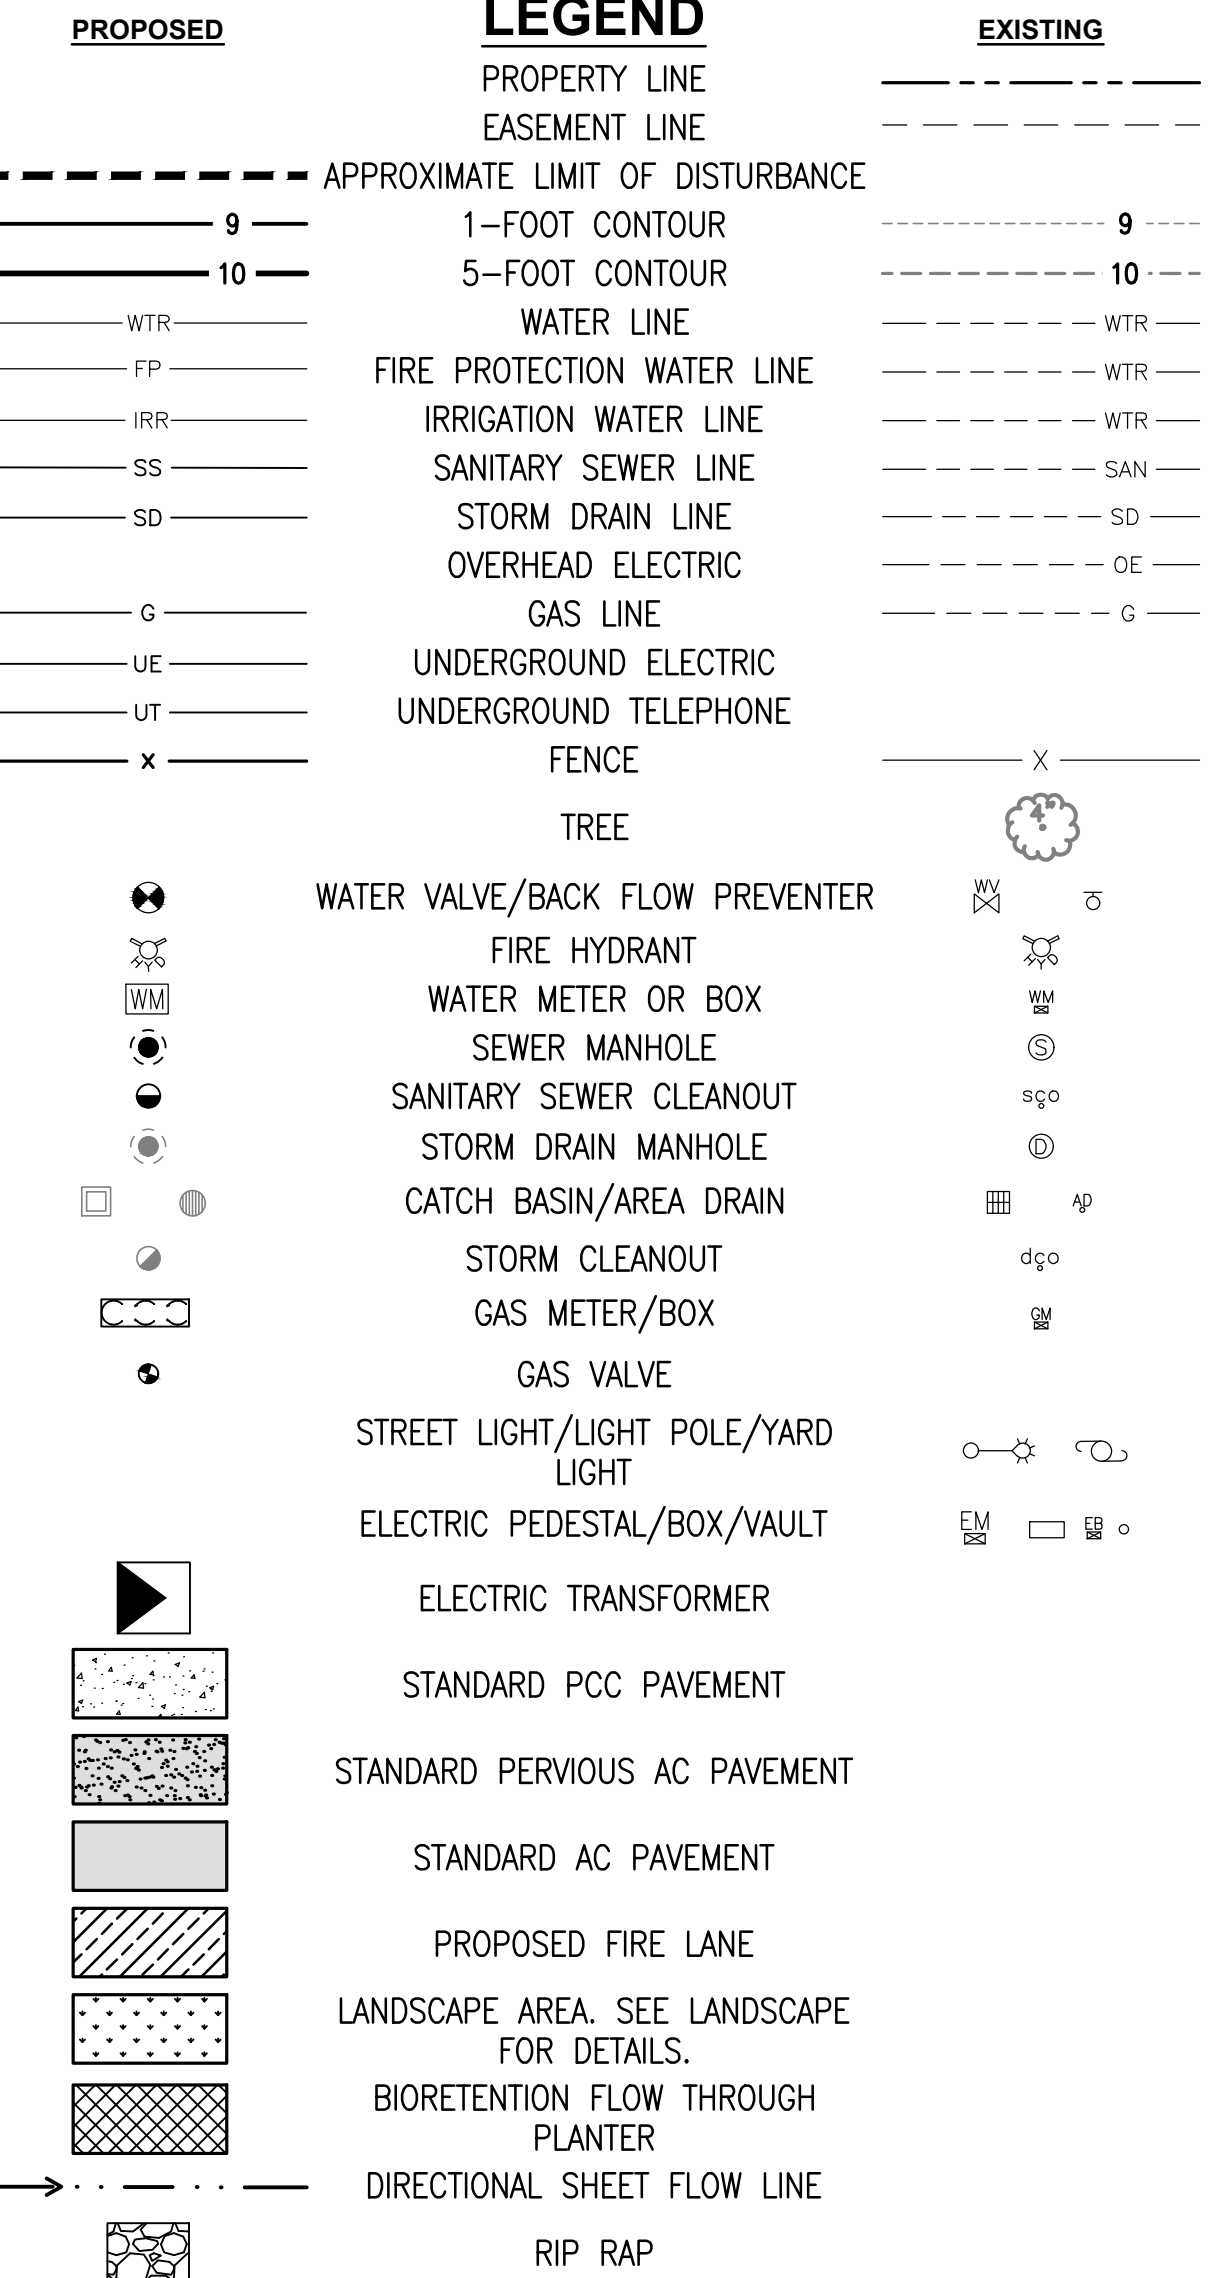 LEGEND
PROPOSED EXISTING
PROPERTY LINE
EASEMENT LINE
APPROXIMATE LIMIT OF DISTURBANCE
9 1-FOOT CONTOUR 9
10 5-FOOT CONTOUR 10
WTR WATER LINE WTR
FP FIRE PROTECTION WATER LINE WTR
IRR IRRIGATION WATER LINE WTR
SS SANITARY SEWER LINE SAN
SD STORM DRAIN LINE SD
OVERHEAD ELECTRIC OE
G GAS LINE G
UE UNDERGROUND ELECTRIC
UT UNDERGROUND TELEPHONE
X FENCE X
TREE 4"
WATER VALVE/BACK FLOW PREVENTER WV
HYD FIRE HYDRANT HYD
WM WATER METER OR BOX WM
SEWER MANHOLE S
SANITARY SEWER CLEANOUT sco
STORM DRAIN MANHOLE D
CATCH BASIN/AREA DRAIN AD
STORM CLEANOUT dco
GAS METER/BOX GM
GAS VALVE
STREET LIGHT/LIGHT POLE/YARD
LIGHT
ELECTRIC PEDESTAL/BOX/VAULT EM EB
ELECTRIC TRANSFORMER
STANDARD PCC PAVEMENT
STANDARD PERVIOUS AC PAVEMENT
STANDARD AC PAVEMENT
PROPOSED FIRE LANE
LANDSCAPE AREA. SEE LANDSCAPE
FOR DETAILS.
BIORETENTION FLOW THROUGH
PLANTER
DIRECTIONAL SHEET FLOW LINE
RIP RAP